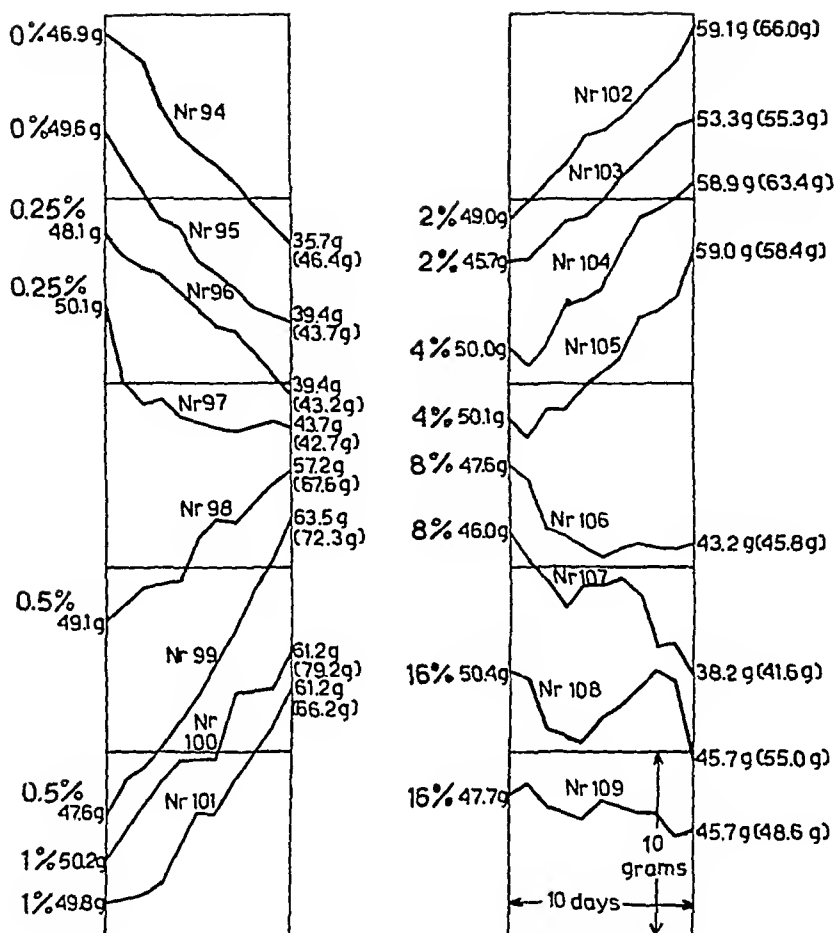 0% 46.9g
Nr 94
0% 49.6g
0.25%
48.1g
Nr 95
35.7g
(46.4g)
Nr 96
0.25%
50.1g
39.4g
(43.7g)
Nr 97
39.4g
(43.2g)
43.7g
(42.7g)
57.2g
(67.6g)
Nr 98
63.5g
(72.3g)
0.5%
49.1g
Nr 99
61.2g
(79.2g)
61.2g
(66.2g)
Nr
100
0.5%
47.6g
Nr 101
1% 50.2g
1% 49.8g
59.1g (66.0g)
Nr 102
53.3g (55.3g)
Nr 103
58.9g (63.4g)
2% 49.0g
2% 45.7g
Nr 104
59.0g (58.4g)
Nr 105
4% 50.0g
4% 50.1g
8% 47.6g
Nr 106
8% 46.0g
43.2g (45.8g)
Nr 107
16% 50.4g
Nr 108
38.2g (41.6g)
45.7g (55.0g)
Nr 109
16% 47.7g
45.7g (48.6g)
10
grams
10 days